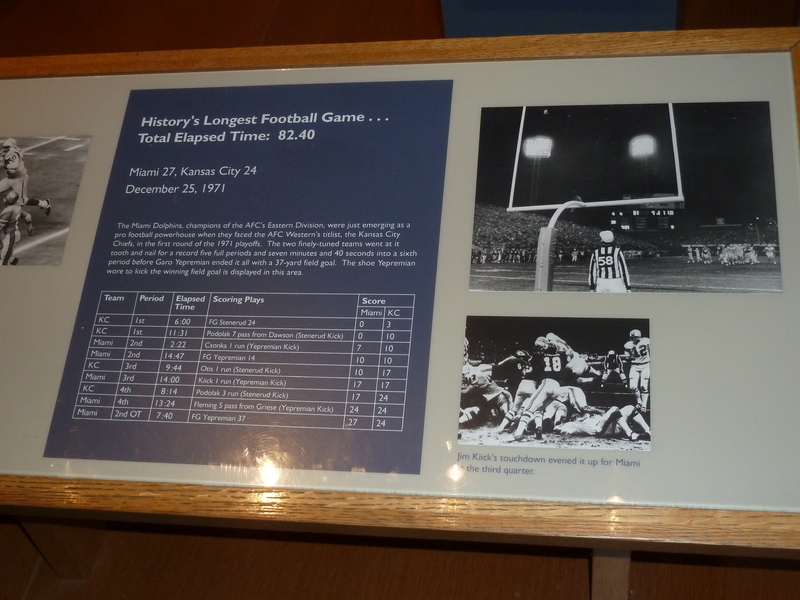 History's Longest Football Game . . .
Total Elapsed Time: 82.40
Miami 27, Kansas City 24
December 25, 1971
The Miami Dolphins, champions of the AFC's Eastern Division, were just emerging as a
pro football powerhouse when they faced the AFC Western's titlist, the Kansas City
Chiefs, in the first round of the 1971 playoffs. The two finely-tuned teams went at it
tooth and nail for a record five full periods and seven minutes and 40 seconds into a sixth
period before Garo Yepremian ended it all with a 37-yard field goal. The shoe Yepremian
wore to kick the winning field goal is displayed in this area.
Team Period Elapsed Time Scoring Plays Score
Miami KC
KC 1st 6:00 FG Stenerud 24 0 3
KC 1st 11:31 Podolak 7 pass from Dawson (Stenerud Kick) 0 10
Miami 2nd 2:22 Csonka 1 run (Yepremian Kick) 7 10
Miami 2nd 14:47 FG Yepremian 14 10 10
KC 3rd 9:44 Otis 1 run (Stenerud Kick) 10 17
Miami 3rd 14:00 Kiick 1 run (Yepremian Kick) 17 17
KC 4th 8:14 Podolak 3 run (Stenerud Kick) 17 24
Miami 4th 13:24 Fleming 5 pass from Griese (Yepremian Kick) 24 24
Miami 2nd OT 7:40 FG Yepremian 37 27 24
58
18
Jim Kiick's touchdown evened it up for Miami
the third quarter.